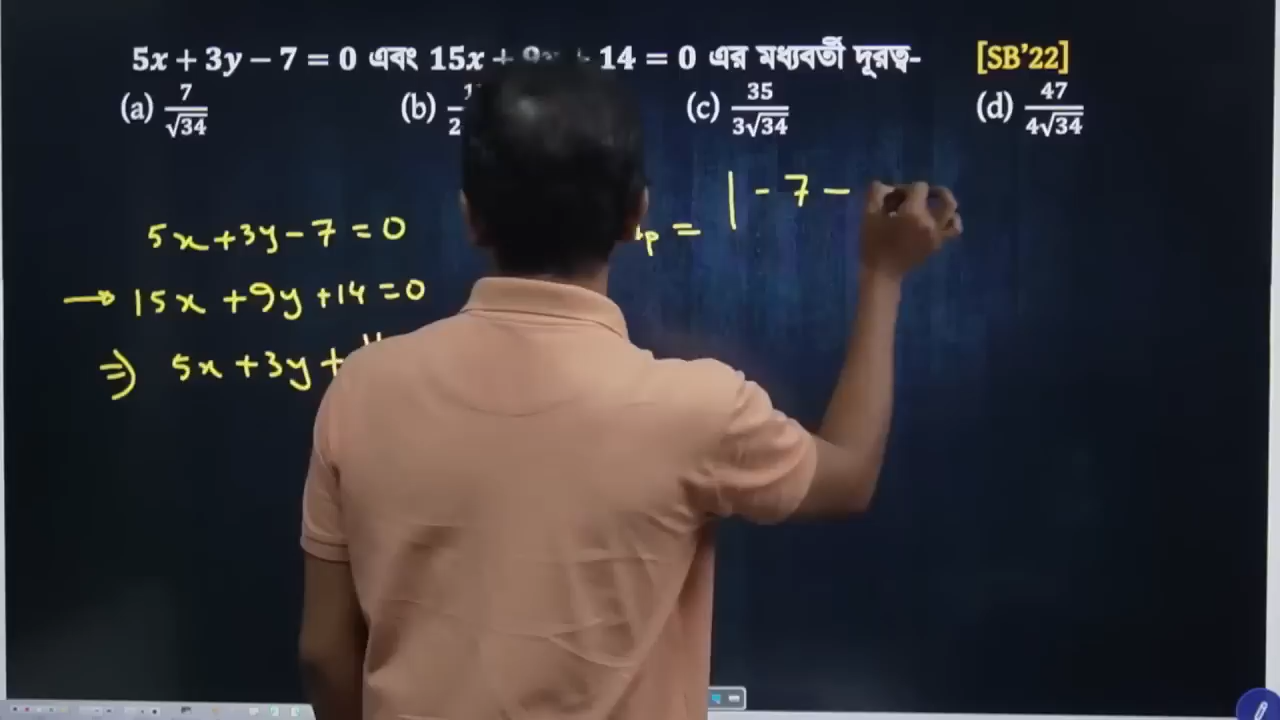 5x + 3y − 7 = 0 এবং 15x + 14 = 0 এর মধ্যবর্তী দূরত্ব- [SB'22]
(a) 7/√34 (b) (c) 35/3√34 (d) 47/4√34
5x+3y−7=0
→ 15x +9y +14=0
⇒ 5x +3y +
= |−7−